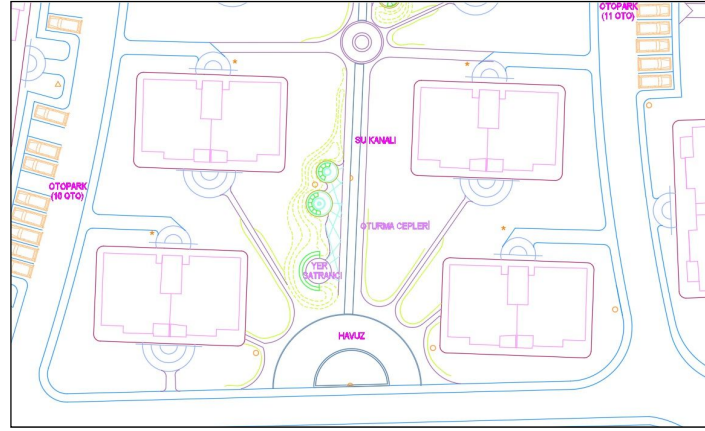 OTOPARK
(11 OTO)
SU KANALI
OTOPARK
(10 OTO)
OTURMA CEPLERİ
YER
SATRANCI
HAVUZ